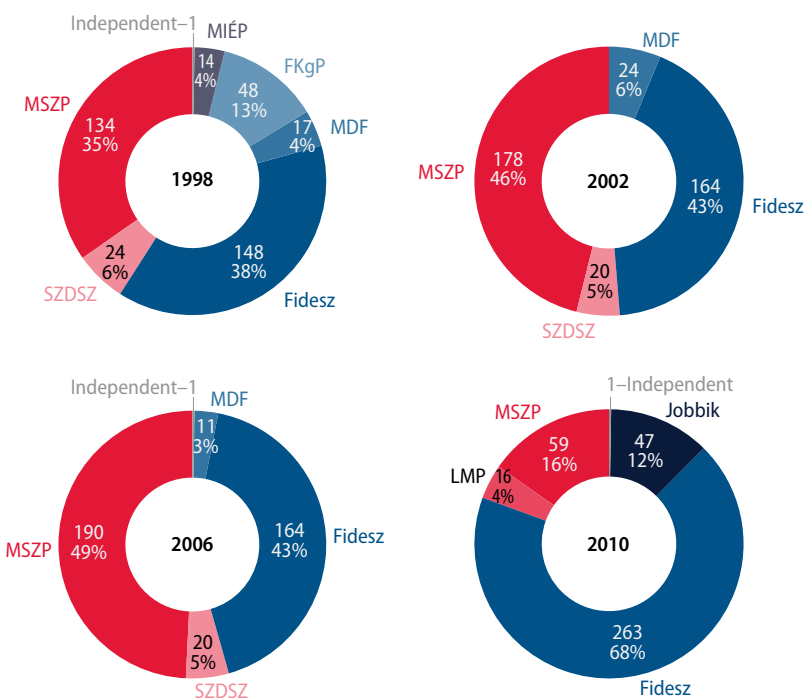 Independent–1
MIÉP
14
4%
FKgP
48
13%
MDF
17
4%
MSZP
134
35%
1998
148
38%
Fidesz
24
6%
SZDSZ
MDF
24
6%
MSZP
178
46%
2002
164
43%
Fidesz
20
5%
SZDSZ
Independent–1
MDF
11
3%
MSZP
190
49%
2006
164
43%
Fidesz
20
5%
SZDSZ
1–Independent
Jobbik
47
12%
MSZP
59
16%
LMP
16
4%
2010
263
68%
Fidesz